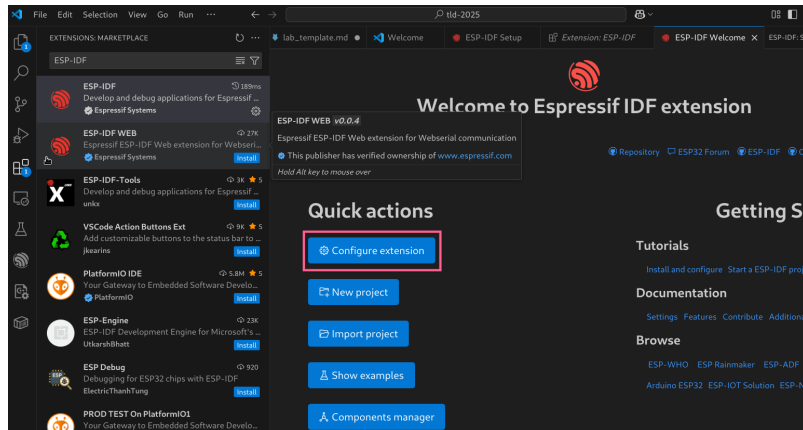 File Edit Selection View Go Run ··· tld-2025
EXTENSIONS: MARKETPLACE
lab_template.md Welcome ESP-IDF Setup Extension: ESP-IDF ESP-IDF Welcome ESP-IDF: S
ESP-IDF
ESP-IDF 189ms
Develop and debug applications for Espressif ...
Espressif Systems
ESP-IDF WEB 27K
Espressif ESP-IDF Web extension for Webseri...
Espressif Systems Install
ESP-IDF-Tools 3K 5
Develop and debug applications for Espressif ...
unkx Install
VSCode Action Buttons Ext 9K 5
Add customizable buttons to the status bar to ...
jkearins Install
PlatformIO IDE 5.8M 5
Your Gateway to Embedded Software Develo...
PlatformIO Install
ESP-Engine 23K
ESP-IDF Development Engine for Microsoft's ...
UtkarshBhatt Install
ESP Debug 920
Debugging for ESP32 chips with ESP-IDF
ElectricThanhTung Install
PROD TEST On PlatformIO1
Your Gateway to Embedded Software Develo...
ESP-IDF WEB v0.0.4
Espressif ESP-IDF Web extension for Webserial communication
This publisher has verified ownership of www.espressif.com
Hold Alt key to mouse over
Welcome to Espressif IDF extension
Repository ESP32 Forum ESP-IDF
Quick actions
Configure extension
New project
Import project
Show examples
Components manager
Getting S
Tutorials
Install and configure Start a ESP-IDF proj
Documentation
Settings Features Contribute Additiona
Browse
ESP-WHO ESP Rainmaker ESP-ADF
Arduino ESP32 ESP-IOT Solution ESP-N